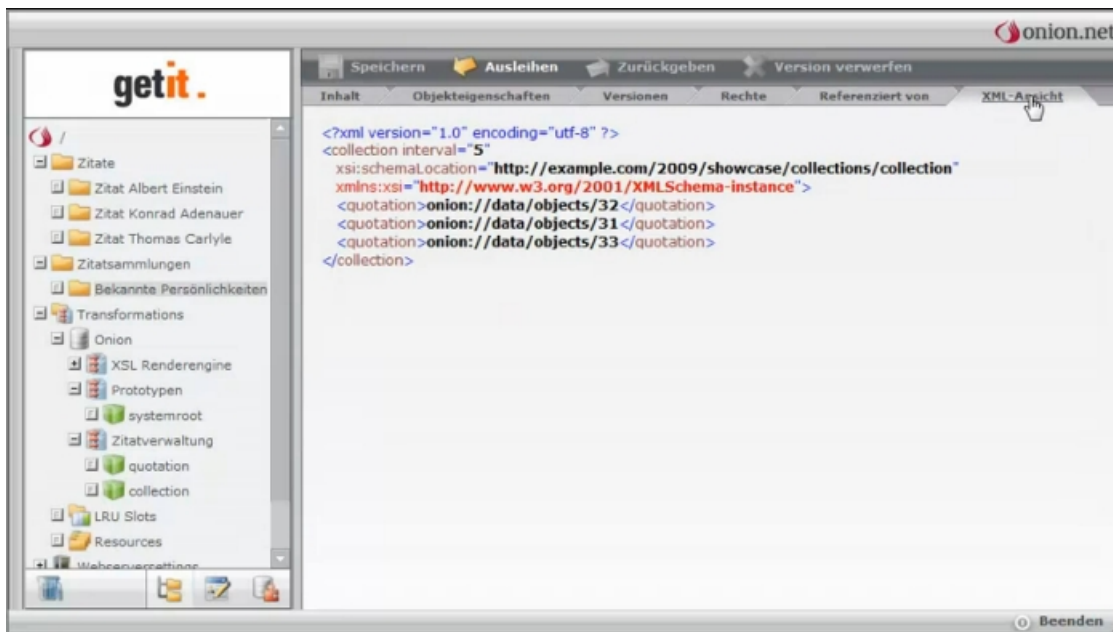 onion.net
getit.
Speichern Ausleihen Zurückgeben Version verwerfen
Inhalt Objekteigenschaften Versionen Rechte Referenziert von XML-Ansicht
/
Zitate
Zitat Albert Einstein
Zitat Konrad Adenauer
Zitat Thomas Carlyle
Zitatsammlungen
Bekannte Persönlichkeiten
Transformations
Onion
XSL Renderengine
Prototypen
systemroot
Zitatverwaltung
quotation
collection
LRU Slots
Resources
Webserversettings
<?xml version="1.0" encoding="utf-8" ?>
<collection interval="5"
xsi:schemaLocation="http://example.com/2009/showcase/collections/collection"
xmlns:xsi="http://www.w3.org/2001/XMLSchema-instance">
<quotation>onion://data/objects/32</quotation>
<quotation>onion://data/objects/31</quotation>
<quotation>onion://data/objects/33</quotation>
</collection>
Beenden